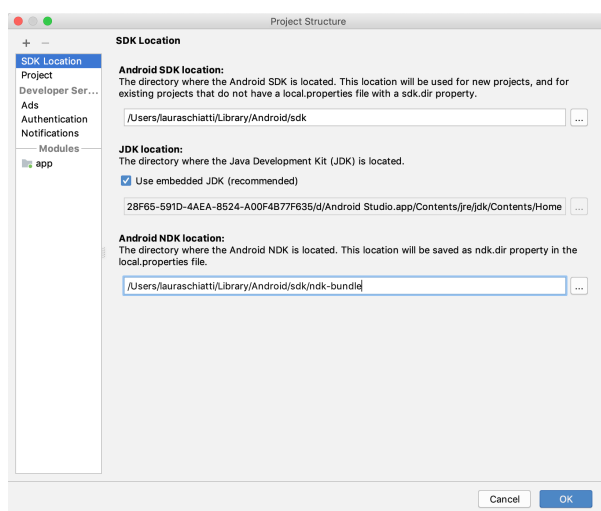 Project Structure
+ −
SDK Location
Project
Developer Ser...
Ads
Authentication
Notifications
Modules
app
SDK Location
Android SDK location:
The directory where the Android SDK is located. This location will be used for new projects, and for
existing projects that do not have a local.properties file with a sdk.dir property.
/Users/lauraschiatti/Library/Android/sdk
...
JDK location:
The directory where the Java Development Kit (JDK) is located.
Use embedded JDK (recommended)
28F65-591D-4AEA-8524-A00F4B77F635/d/Android Studio.app/Contents/jre/jdk/Contents/Home
...
Android NDK location:
The directory where the Android NDK is located. This location will be saved as ndk.dir property in the
local.properties file.
/Users/lauraschiatti/Library/Android/sdk/ndk-bundle
...
Cancel
OK